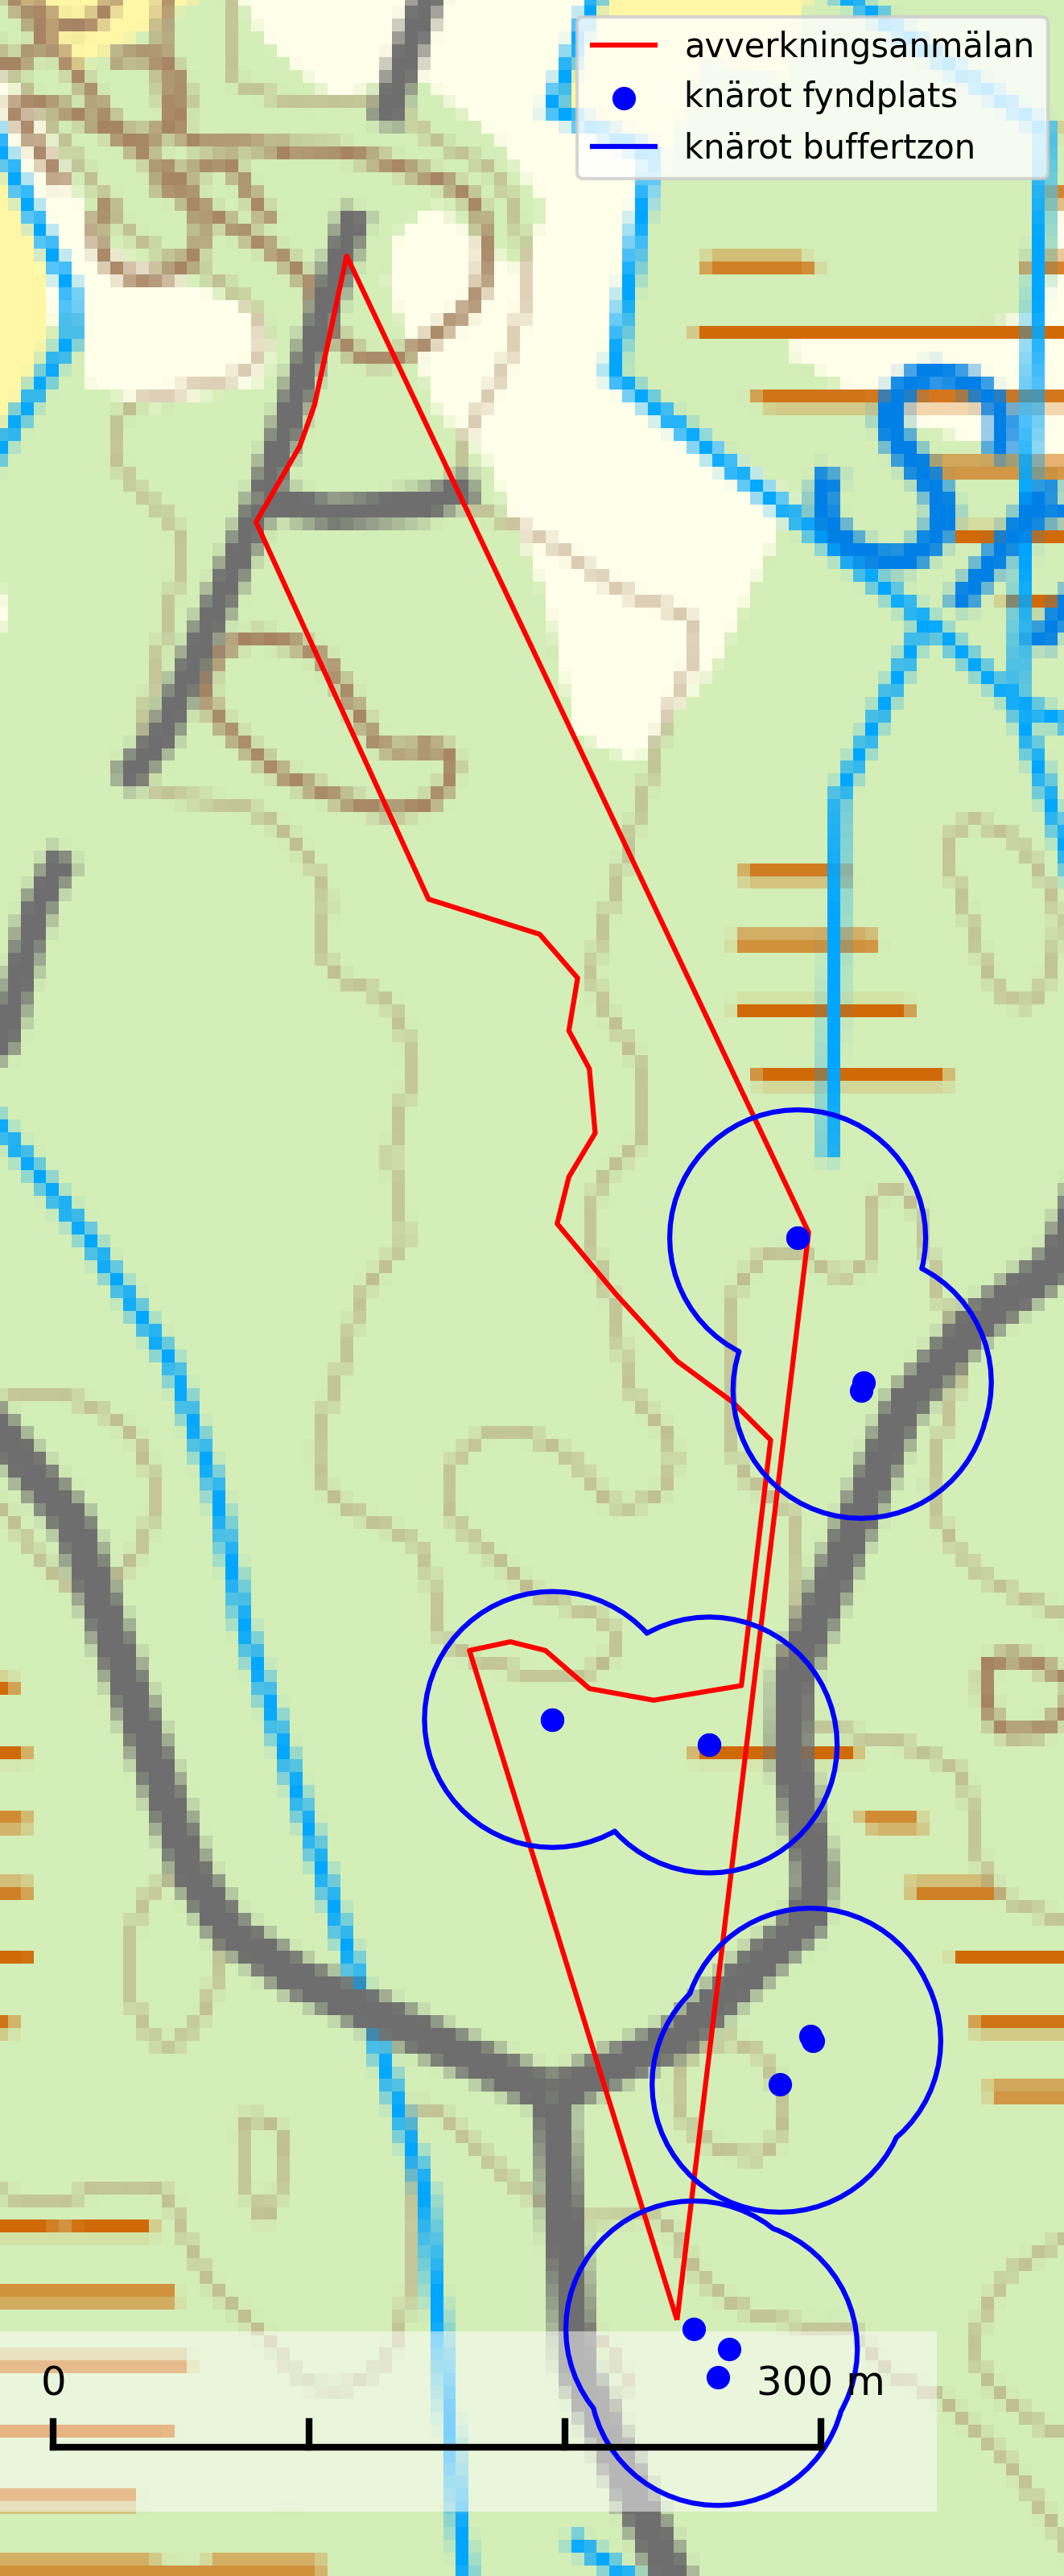 avverkningsanmälan
knärot fyndplats
knärot buffertzon
0 300 m